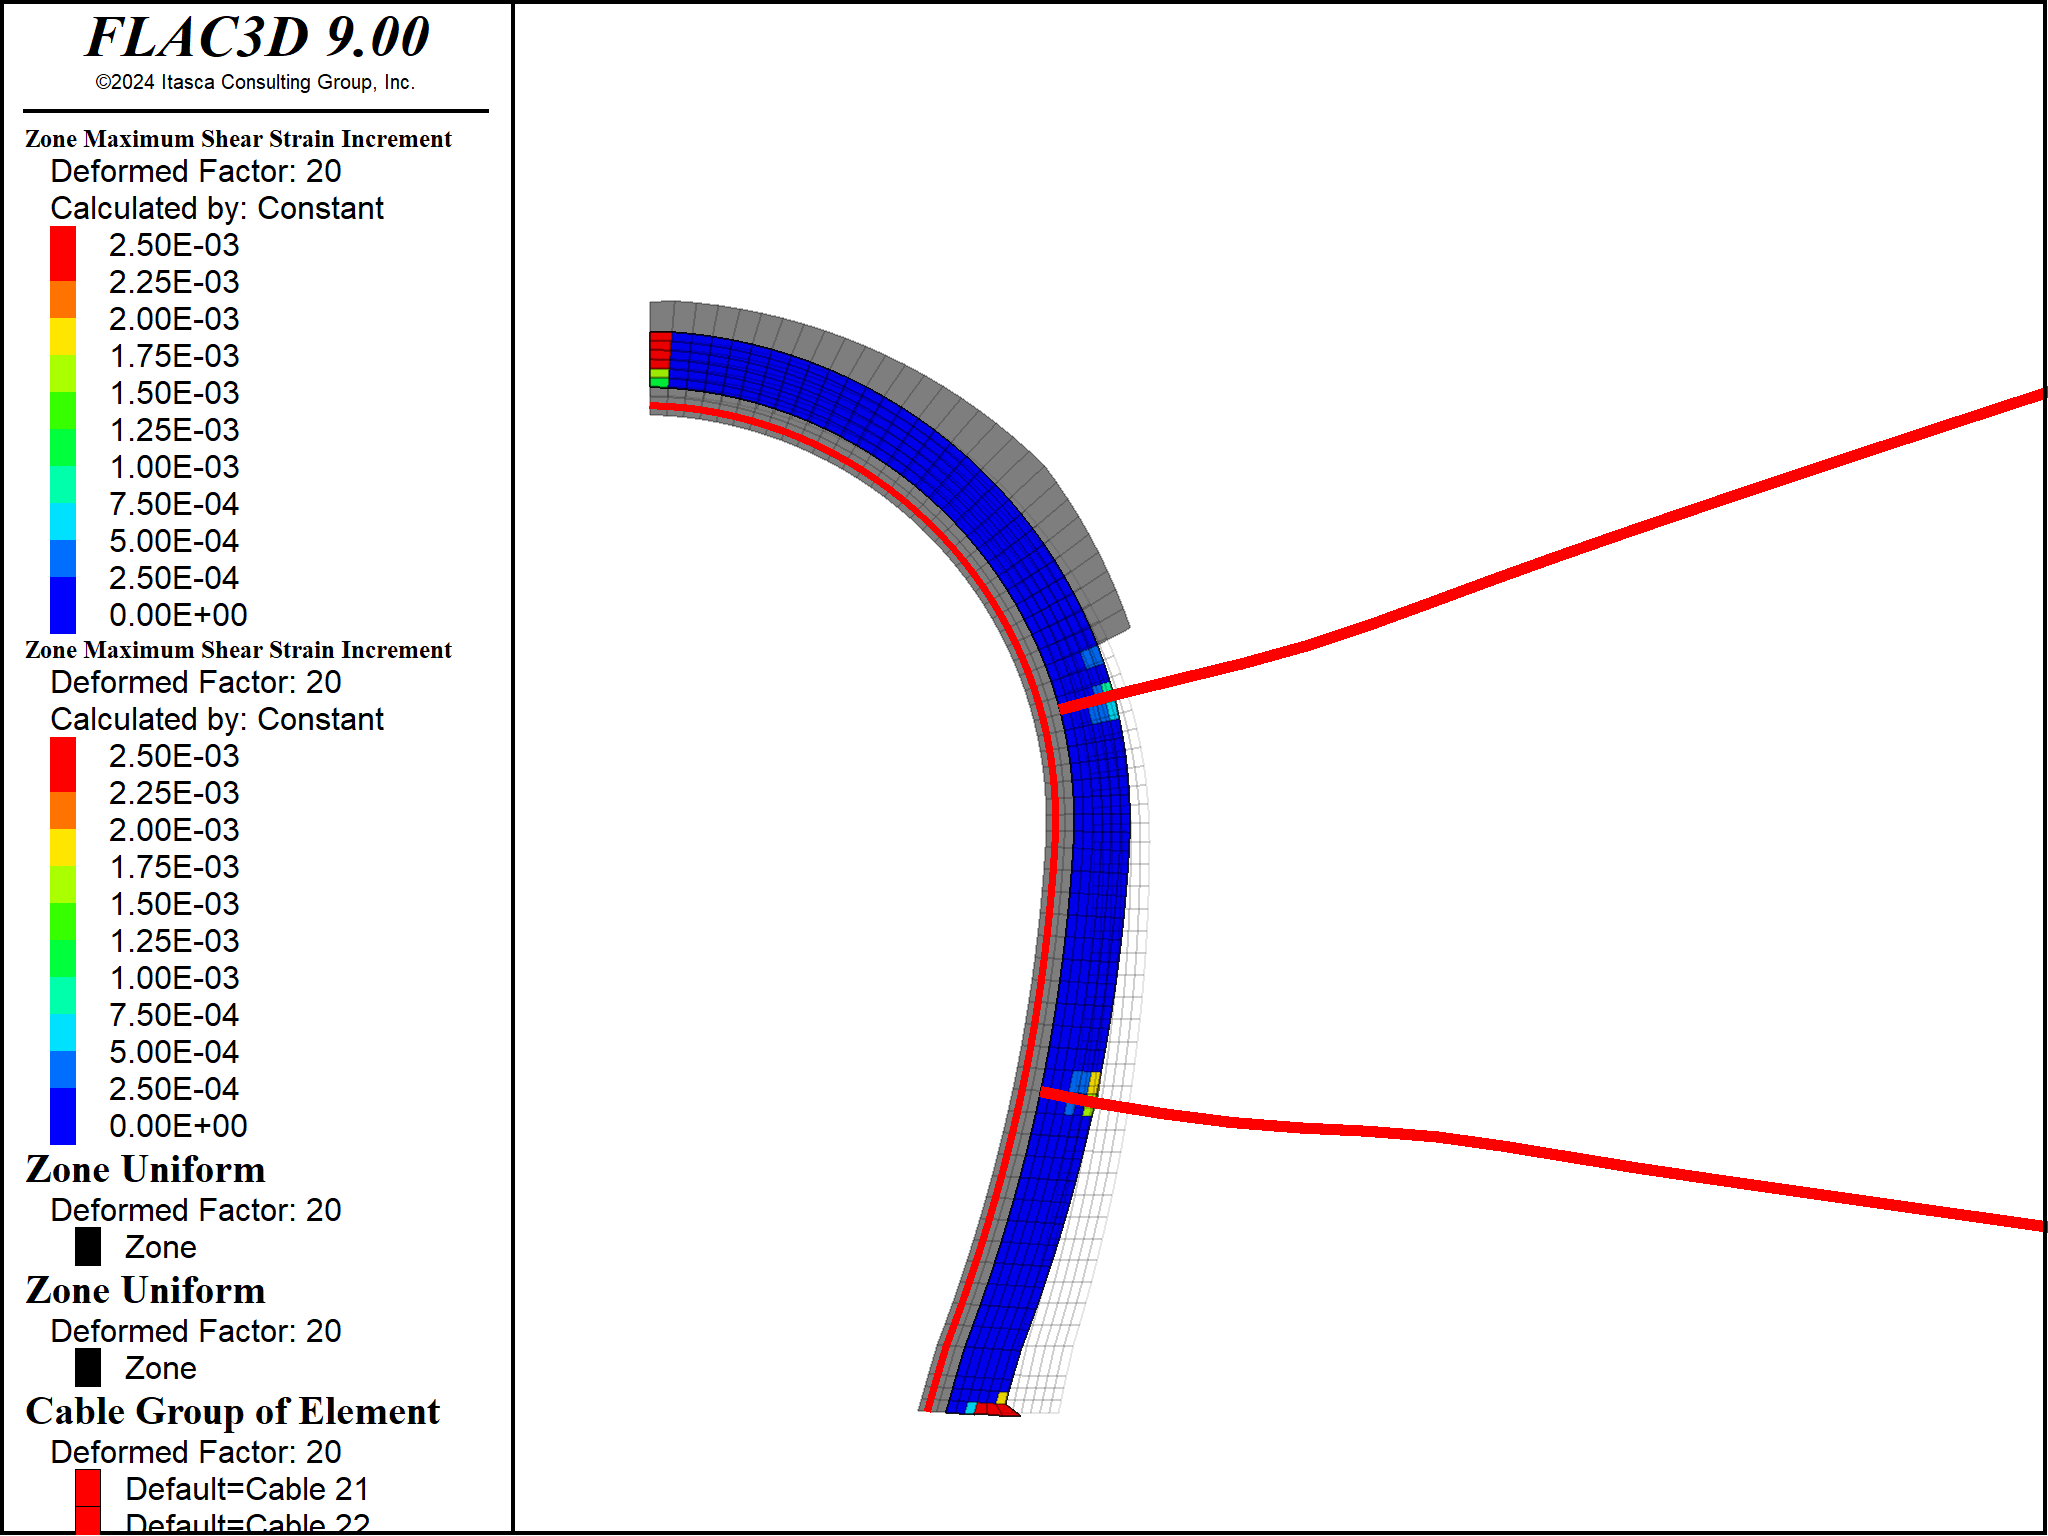 FLAC3D 9.00
©2024 Itasca Consulting Group, Inc.
Zone Maximum Shear Strain Increment
Deformed Factor: 20
Calculated by: Constant
2.50E-03
2.25E-03
2.00E-03
1.75E-03
1.50E-03
1.25E-03
1.00E-03
7.50E-04
5.00E-04
2.50E-04
0.00E+00
Zone Maximum Shear Strain Increment
Deformed Factor: 20
Calculated by: Constant
2.50E-03
2.25E-03
2.00E-03
1.75E-03
1.50E-03
1.25E-03
1.00E-03
7.50E-04
5.00E-04
2.50E-04
0.00E+00
Zone Uniform
Deformed Factor: 20
Zone
Zone Uniform
Deformed Factor: 20
Zone
Cable Group of Element
Deformed Factor: 20
Default=Cable 21
Default=Cable 22